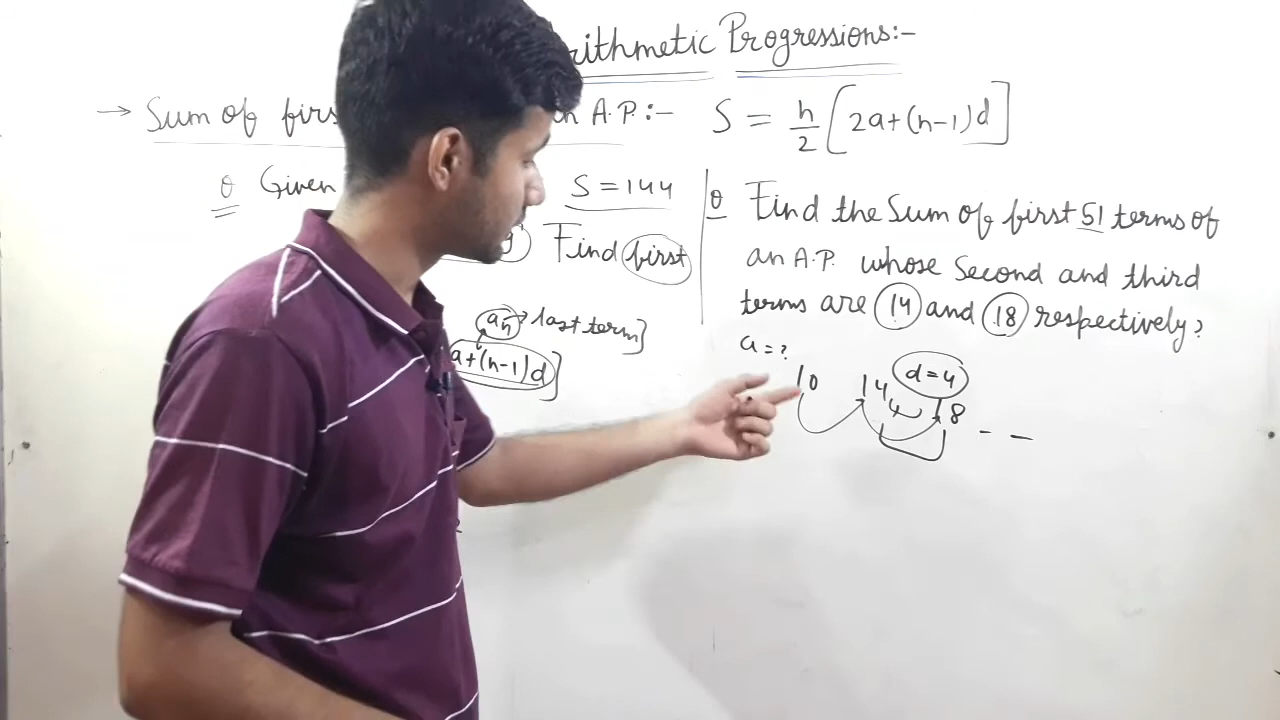 rithmetic Progressions:-
→ Sum of firs n A.P.:- S = n/2 [2a+(n-1)d]
Q Given S = 144
Find first
an → last term]
a+(n-1)d]
Q Find the Sum of first 51 terms of
an A.P. whose Second and third
terms are 14 and 18 respectively?
a = ?
d = 4
10 14 18 - -
4